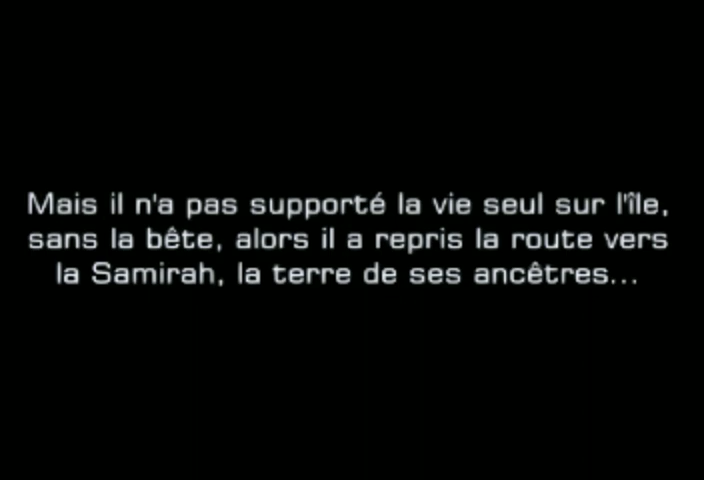 Mais il n'a pas supporté la vie seul sur l'île,
sans la bête, alors il a repris la route vers
la Samirah, la terre de ses ancêtres...